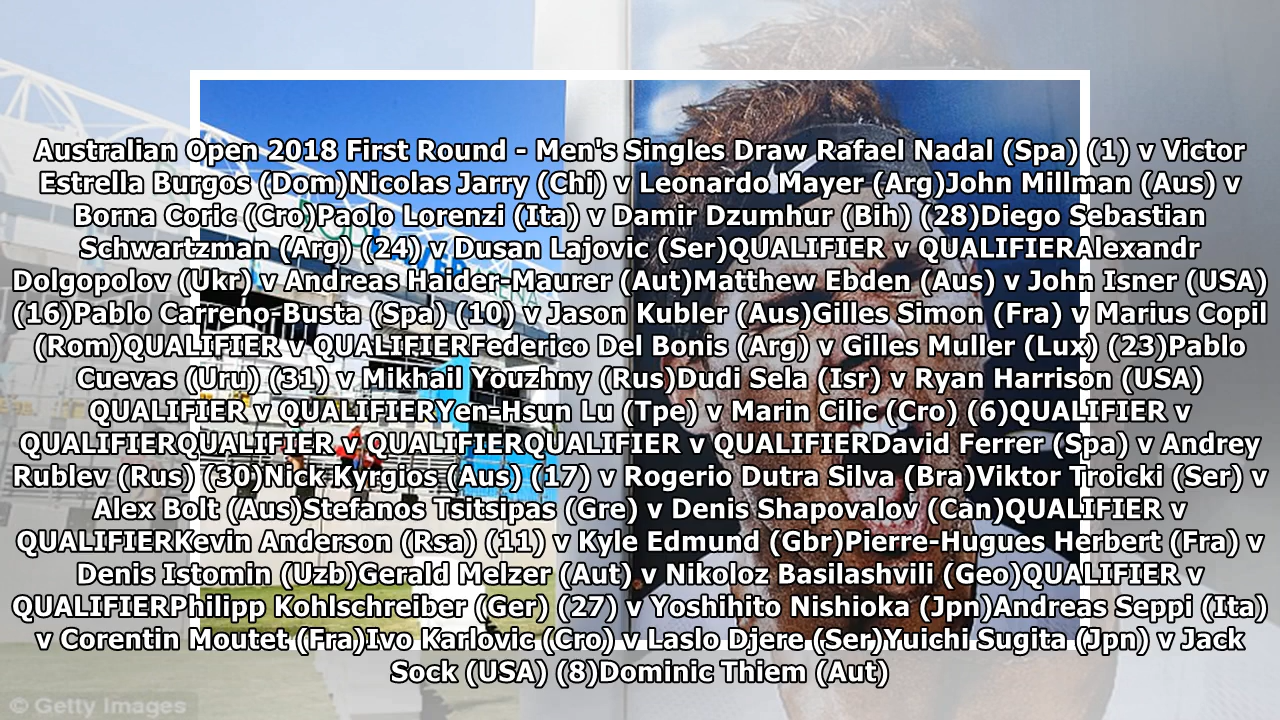 Australian Open 2018 First Round - Men's Singles Draw Rafael Nadal (Spa) (1) v Victor
Estrella Burgos (Dom)Nicolas Jarry (Chi) v Leonardo Mayer (Arg)John Millman (Aus) v
Borna Coric (Cro)Paolo Lorenzi (Ita) v Damir Dzumhur (Bih) (28)Diego Sebastian
Schwartzman (Arg) (24) v Dusan Lajovic (Ser)QUALIFIER v QUALIFIERAlexandr
Dolgopolov (Ukr) v Andreas Haider-Maurer (Aut)Matthew Ebden (Aus) v John Isner (USA)
(16)Pablo Carreno-Busta (Spa) (10) v Jason Kubler (Aus)Gilles Simon (Fra) v Marius Copil
(Rom)QUALIFIER v QUALIFIERFederico Del Bonis (Arg) v Gilles Muller (Lux) (23)Pablo
Cuevas (Uru) (31) v Mikhail Youzhny (Rus)Dudi Sela (Isr) v Ryan Harrison (USA)
QUALIFIER v QUALIFIERYen-Hsun Lu (Tpe) v Marin Cilic (Cro) (6)QUALIFIER v
QUALIFIERQUALIFIER v QUALIFIERQUALIFIER v QUALIFIERDavid Ferrer (Spa) v Andrey
Rublev (Rus) (30)Nick Kyrgios (Aus) (17) v Rogerio Dutra Silva (Bra)Viktor Troicki (Ser) v
Alex Bolt (Aus)Stefanos Tsitsipas (Gre) v Denis Shapovalov (Can)QUALIFIER v
QUALIFIERKevin Anderson (Rsa) (11) v Kyle Edmund (Gbr)Pierre-Hugues Herbert (Fra) v
Denis Istomin (Uzb)Gerald Melzer (Aut) v Nikoloz Basilashvili (Geo)QUALIFIER v
QUALIFIERPhilipp Kohlschreiber (Ger) (27) v Yoshihito Nishioka (Jpn)Andreas Seppi (Ita)
v Corentin Moutet (Fra)Ivo Karlovic (Cro) v Laslo Djere (Ser)Yuichi Sugita (Jpn) v Jack
Sock (USA) (8)Dominic Thiem (Aut)
© Getty Images